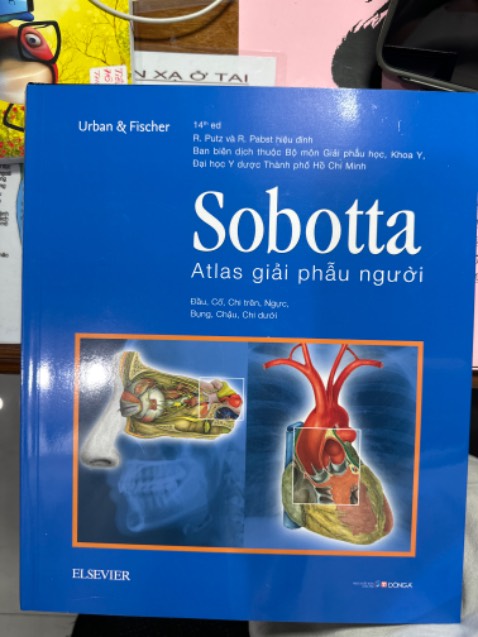 N XẠ Ở TẠI
Urban & Fischer
14th ed
R. Putz và R. Pabst hiệu đính
Ban biên dịch thuộc Bộ môn Giải phẫu học, Khoa Y,
Đại học Y dược Thành phố Hồ Chí Minh
Sobotta
Atlas giải phẫu người
Đầu, Cổ, Chi trên, Ngực,
Bụng, Chậu, Chi dưới
ELSEVIER
ĐÔNG A